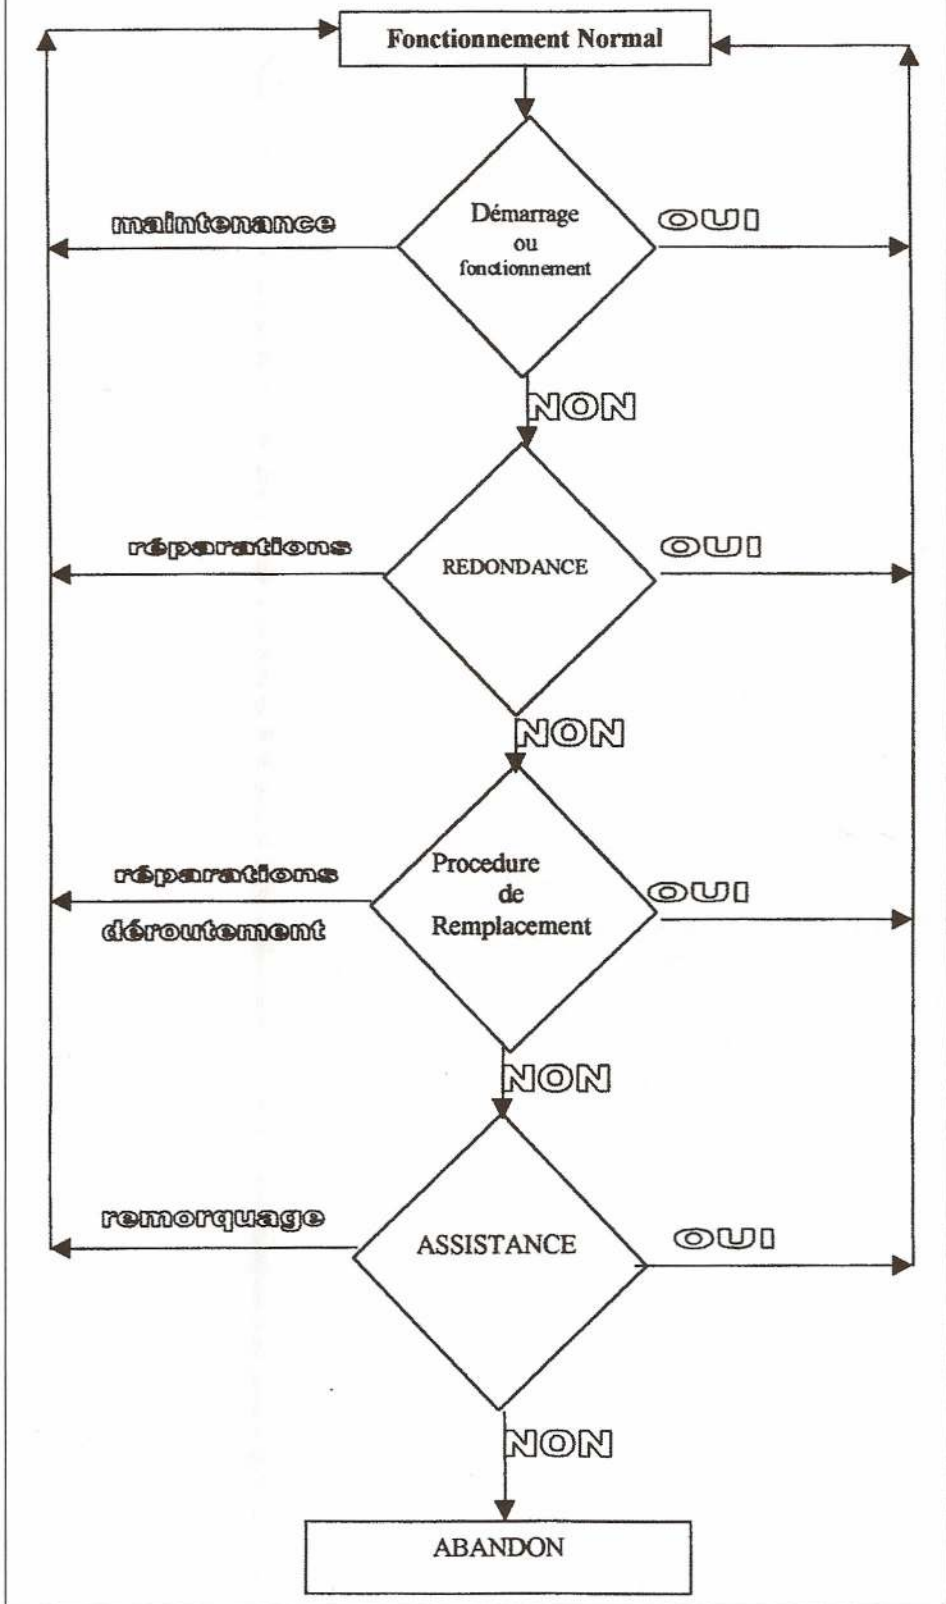 Fonctionnement Normal
maintenance
Démarrage
ou
fonctionnement
OUI
NON
réparations
REDONDANCE
OUI
NON
réparations
déroutement
Procedure
de
Remplacement
OUI
NON
remorquage
ASSISTANCE
OUI
NON
ABANDON